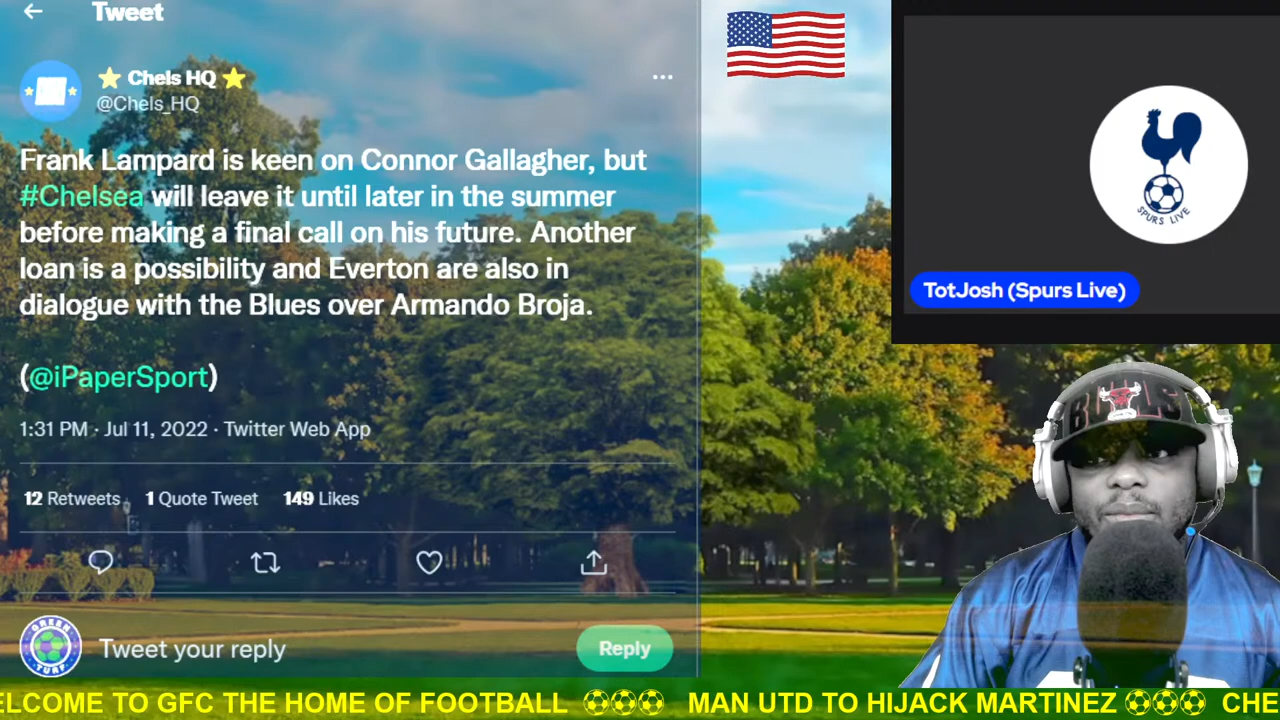 Tweet
Chels HQ
@Chels_HQ
Frank Lampard is keen on Connor Gallagher, but
#Chelsea will leave it until later in the summer
before making a final call on his future. Another
loan is a possibility and Everton are also in
dialogue with the Blues over Armando Broja.
(@iPaperSport)
1:31 PM · Jul 11, 2022 · Twitter Web App
12 Retweets 1 Quote Tweet 149 Likes
GREEN
TURF
Tweet your reply
Reply
SPURS LIVE
TotJosh (Spurs Live)
BULLS
ELCOME TO GFC THE HOME OF FOOTBALL ⚽⚽⚽ MAN UTD TO HIJACK MARTINEZ ⚽⚽⚽ CHE